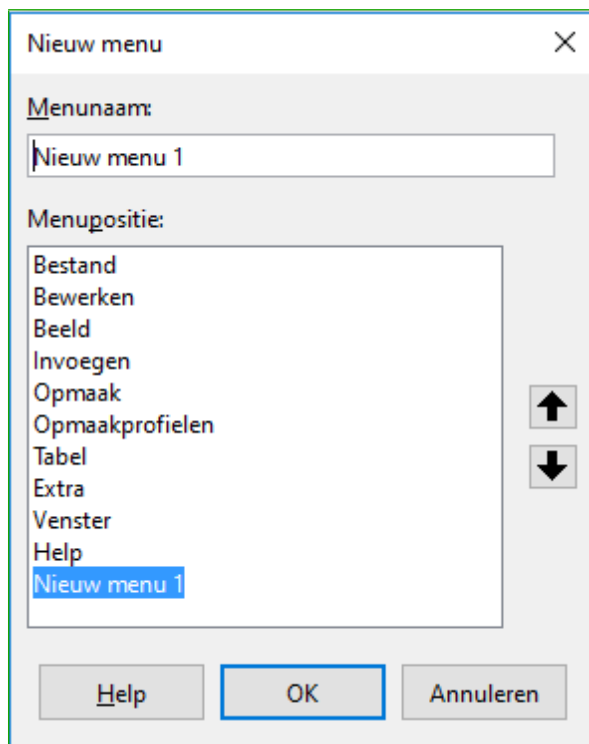 Nieuw menu
Menunaam:
Nieuw menu 1
Menupositie:
Bestand
Bewerken
Beeld
Invoegen
Opmaak
Opmaakprofielen
Tabel
Extra
Venster
Help
Nieuw menu 1
Help OK Annuleren